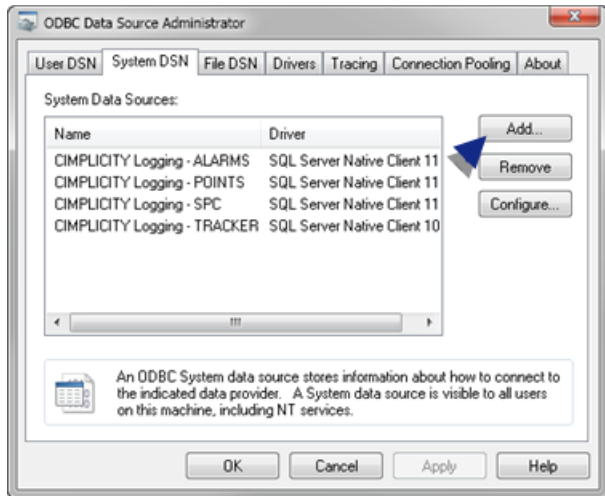 ODBC Data Source Administrator
User DSN System DSN File DSN Drivers Tracing Connection Pooling About
System Data Sources:
Name Driver
CIMPLICITY Logging - ALARMS SQL Server Native Client 11
CIMPLICITY Logging - POINTS SQL Server Native Client 11
CIMPLICITY Logging - SPC SQL Server Native Client 11
CIMPLICITY Logging - TRACKER SQL Server Native Client 10
Add...
Remove
Configure...
An ODBC System data source stores information about how to connect to
the indicated data provider. A System data source is visible to all users
on this machine, including NT services.
OK Cancel Apply Help